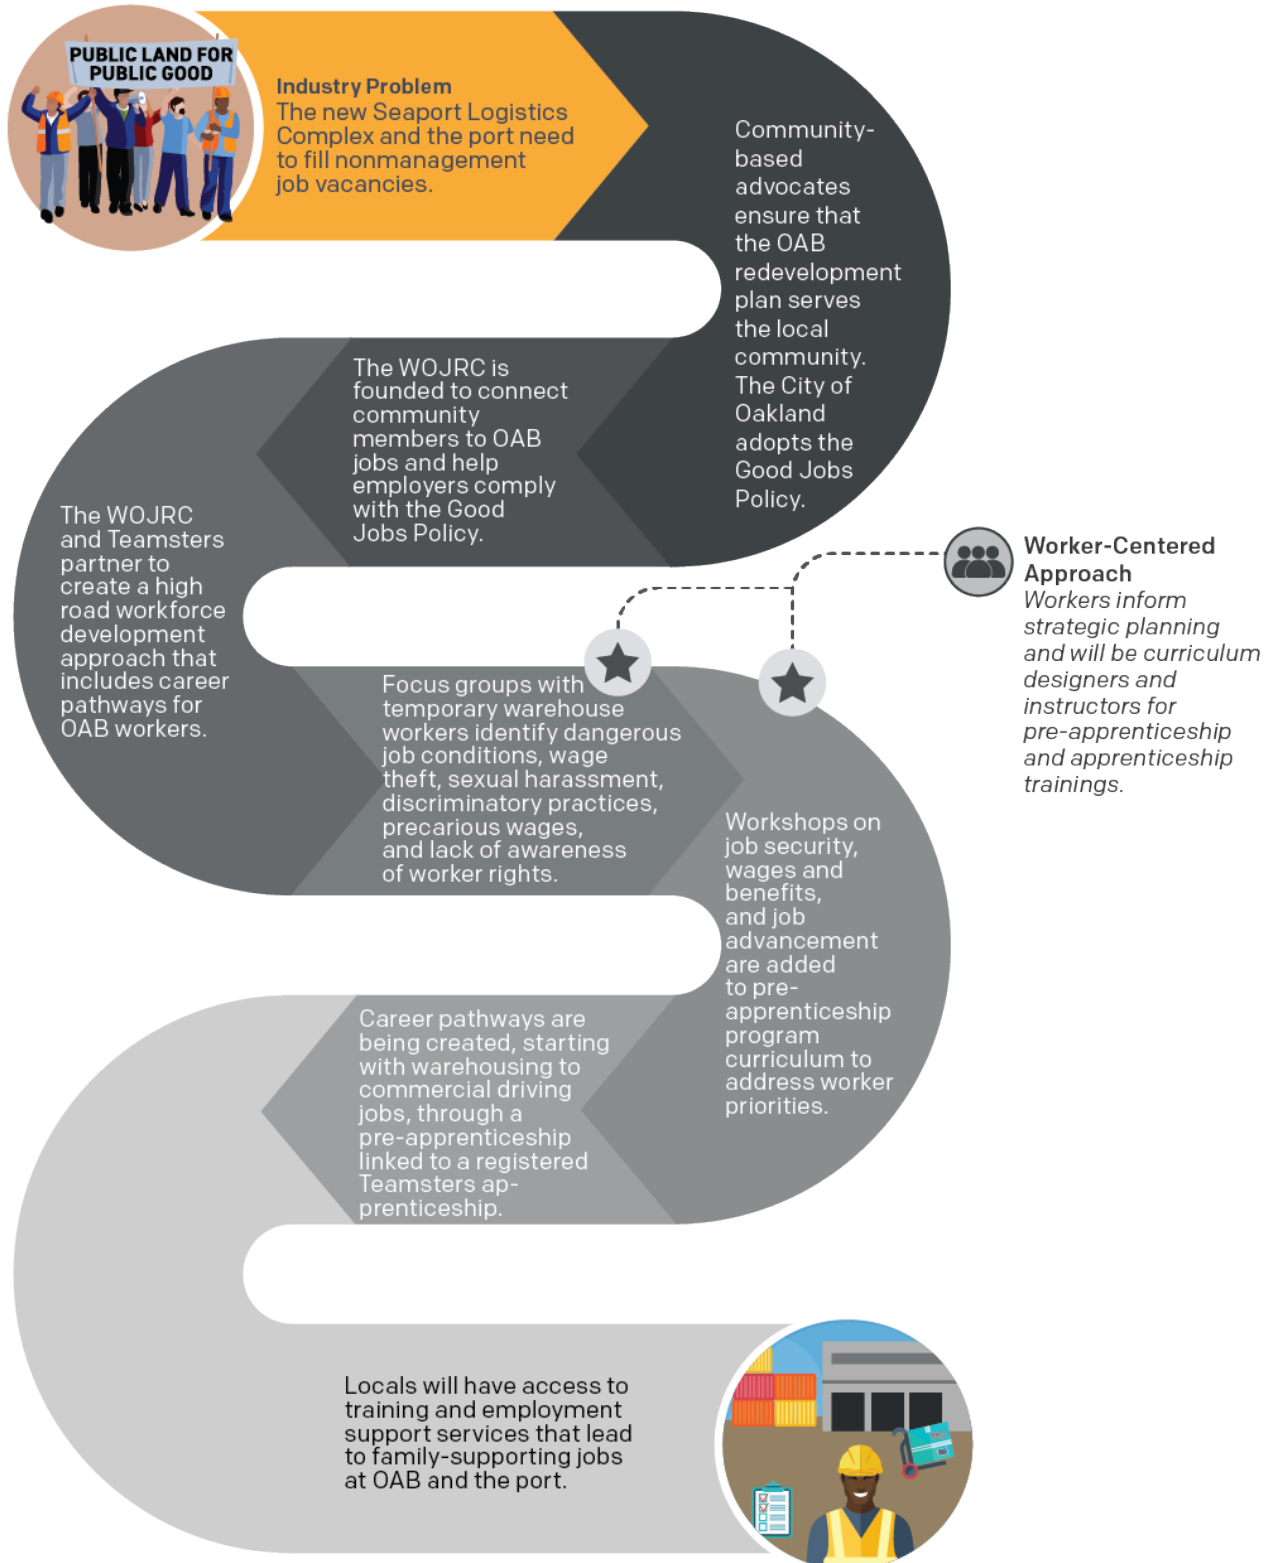 PUBLIC LAND FOR
PUBLIC GOOD
Industry Problem
The new Seaport Logistics
Complex and the port need
to fill nonmanagement
job vacancies.
Community-
based
advocates
ensure that
the OAB
redevelopment
plan serves
the local
community.
The City of
Oakland
adopts the
Good Jobs
Policy.
The WOJRC is
founded to connect
community
members to OAB
jobs and help
employers comply
with the Good
Jobs Policy.
The WOJRC
and Teamsters
partner to
create a high
road workforce
development
approach that
includes career
pathways for
OAB workers.
Focus groups with
temporary warehouse
workers identify dangerous
job conditions, wage
theft, sexual harassment,
discriminatory practices,
precarious wages,
and lack of awareness
of worker rights.
Worker-Centered
Approach
Workers inform
strategic planning
and will be curriculum
designers and
instructors for
pre-apprenticeship
and apprenticeship
trainings.
Workshops on
job security,
wages and
benefits,
and job
advancement
are added
to pre-
apprenticeship
program
curriculum to
address worker
priorities.
Career pathways are
being created, starting
with warehousing to
commercial driving
jobs, through a
pre-apprenticeship
linked to a registered
Teamsters ap-
prenticeship.
Locals will have access to
training and employment
support services that lead
to family-supporting jobs
at OAB and the port.